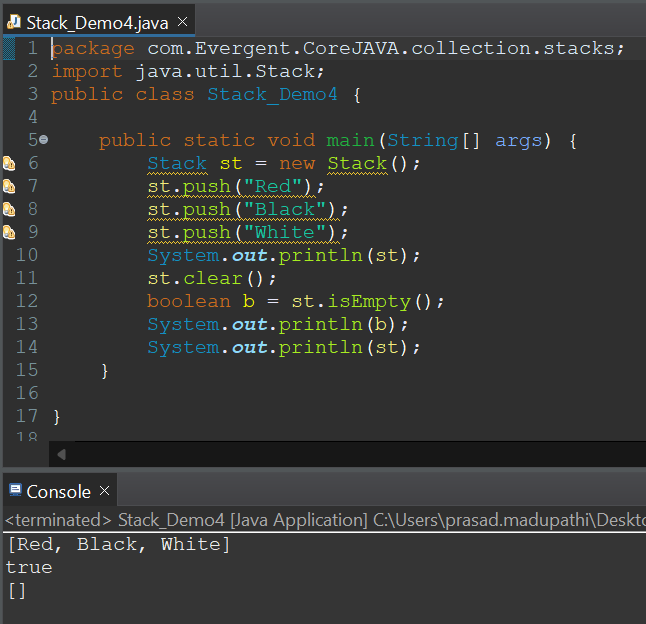 Stack_Demo4.java ×
1 package com.Evergent.CoreJAVA.collection.stacks;
2 import java.util.Stack;
3 public class Stack_Demo4 {
4
5 public static void main(String[] args) {
6 Stack st = new Stack();
7 st.push("Red");
8 st.push("Black");
9 st.push("White");
10 System.out.println(st);
11 st.clear();
12 boolean b = st.isEmpty();
13 System.out.println(b);
14 System.out.println(st);
15 }
16
17 }
18
Console ×
<terminated> Stack_Demo4 [Java Application] C:\Users\prasad.madupathi\Deskto
[Red, Black, White]
true
[]